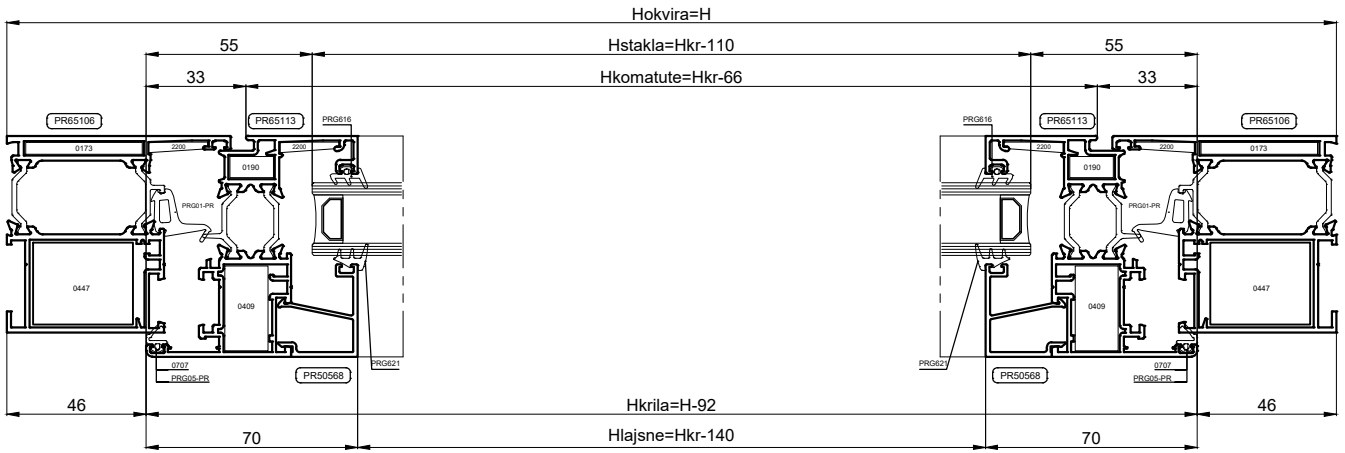 Hokvira=H
55 Hstakla=Hkr-110 55
33 Hkomatute=Hkr-66 33
PR65106 PR65113 PRG616 PRG616 PR65113 PR65106
0173 2200 2200 2200 2200 0173
0190 0190
PRG01-PR PRG01-PR
0447 0409 0409 0447
PRG621 PRG621
0707 0707
PRG05-PR PR50568 PR50568 PRG05-PR
46 Hkrila=H-92 46
70 Hlajsne=Hkr-140 70